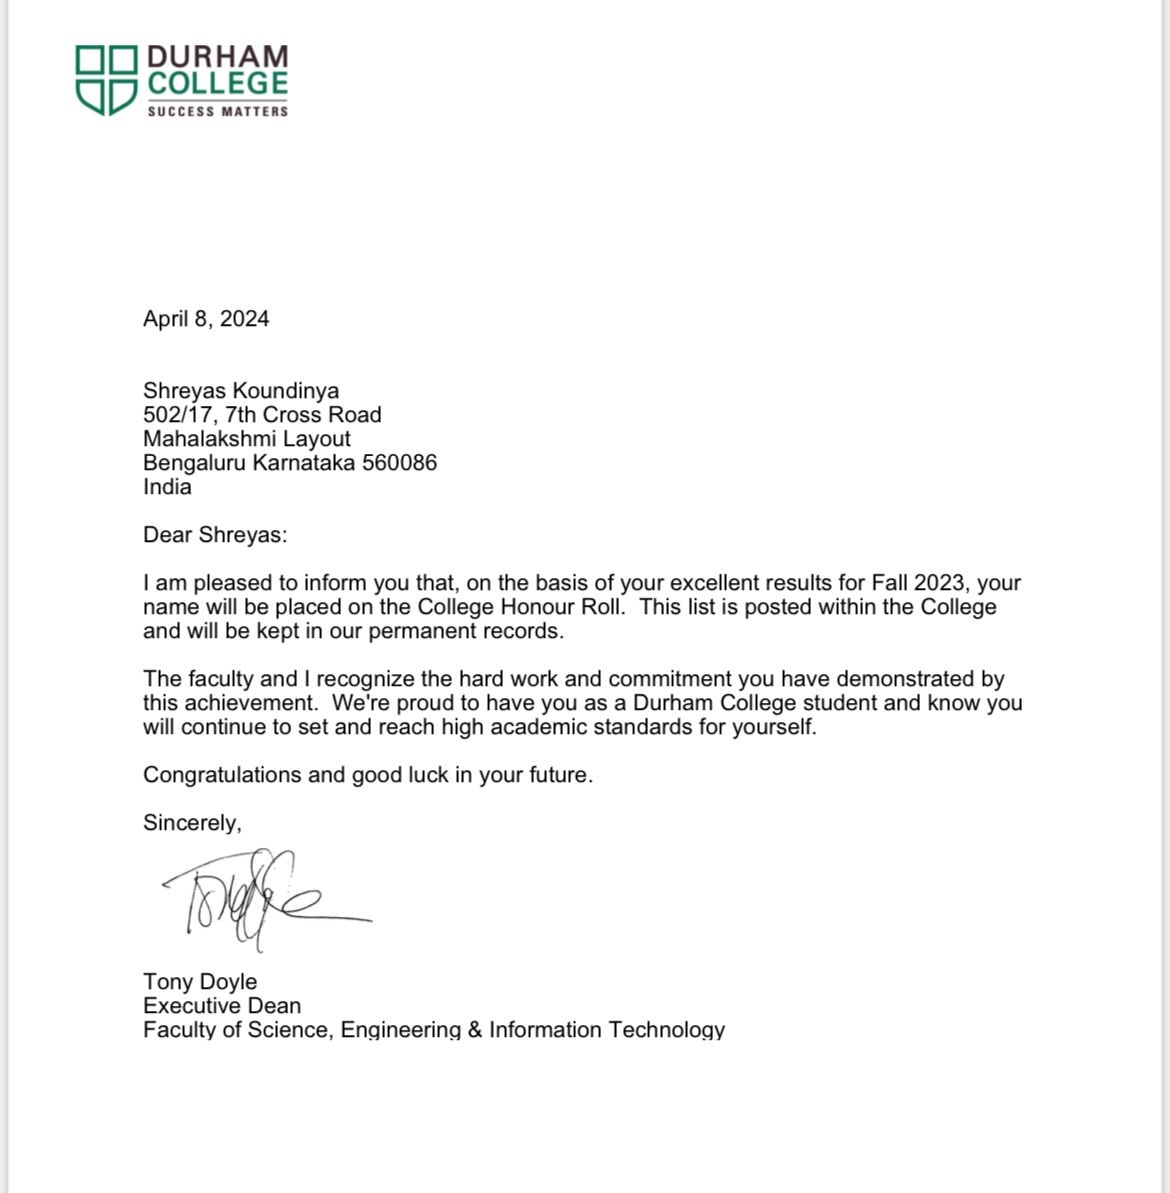 DURHAM
COLLEGE
SUCCESS MATTERS
April 8, 2024
Shreyas Koundinya
502/17, 7th Cross Road
Mahalakshmi Layout
Bengaluru Karnataka 560086
India
Dear Shreyas:
I am pleased to inform you that, on the basis of your excellent results for Fall 2023, your
name will be placed on the College Honour Roll.  This list is posted within the College
and will be kept in our permanent records.
The faculty and I recognize the hard work and commitment you have demonstrated by
this achievement.  We're proud to have you as a Durham College student and know you
will continue to set and reach high academic standards for yourself.
Congratulations and good luck in your future.
Sincerely,
Tony Doyle
Executive Dean
Faculty of Science, Engineering & Information Technology